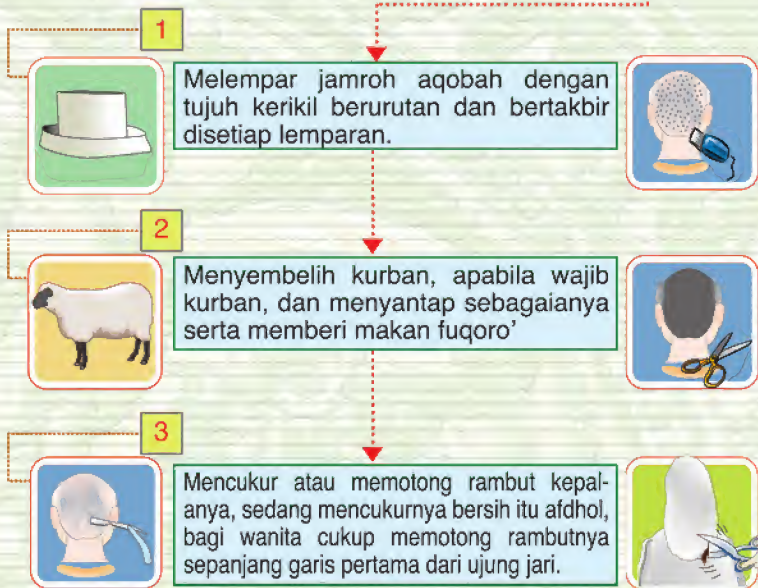 1
Melempar jamroh aqobah dengan
tujuh kerikil berurutan dan bertakbir
disetiap lemparan.
2
Menyembelih kurban, apabila wajib
kurban, dan menyantap sebagaianya
serta memberi makan fuqoro’
3
Mencukur atau memotong rambut kepal-
anya, sedang mencukurnya bersih itu afdhol,
bagi wanita cukup memotong rambutnya
sepanjang garis pertama dari ujung jari.